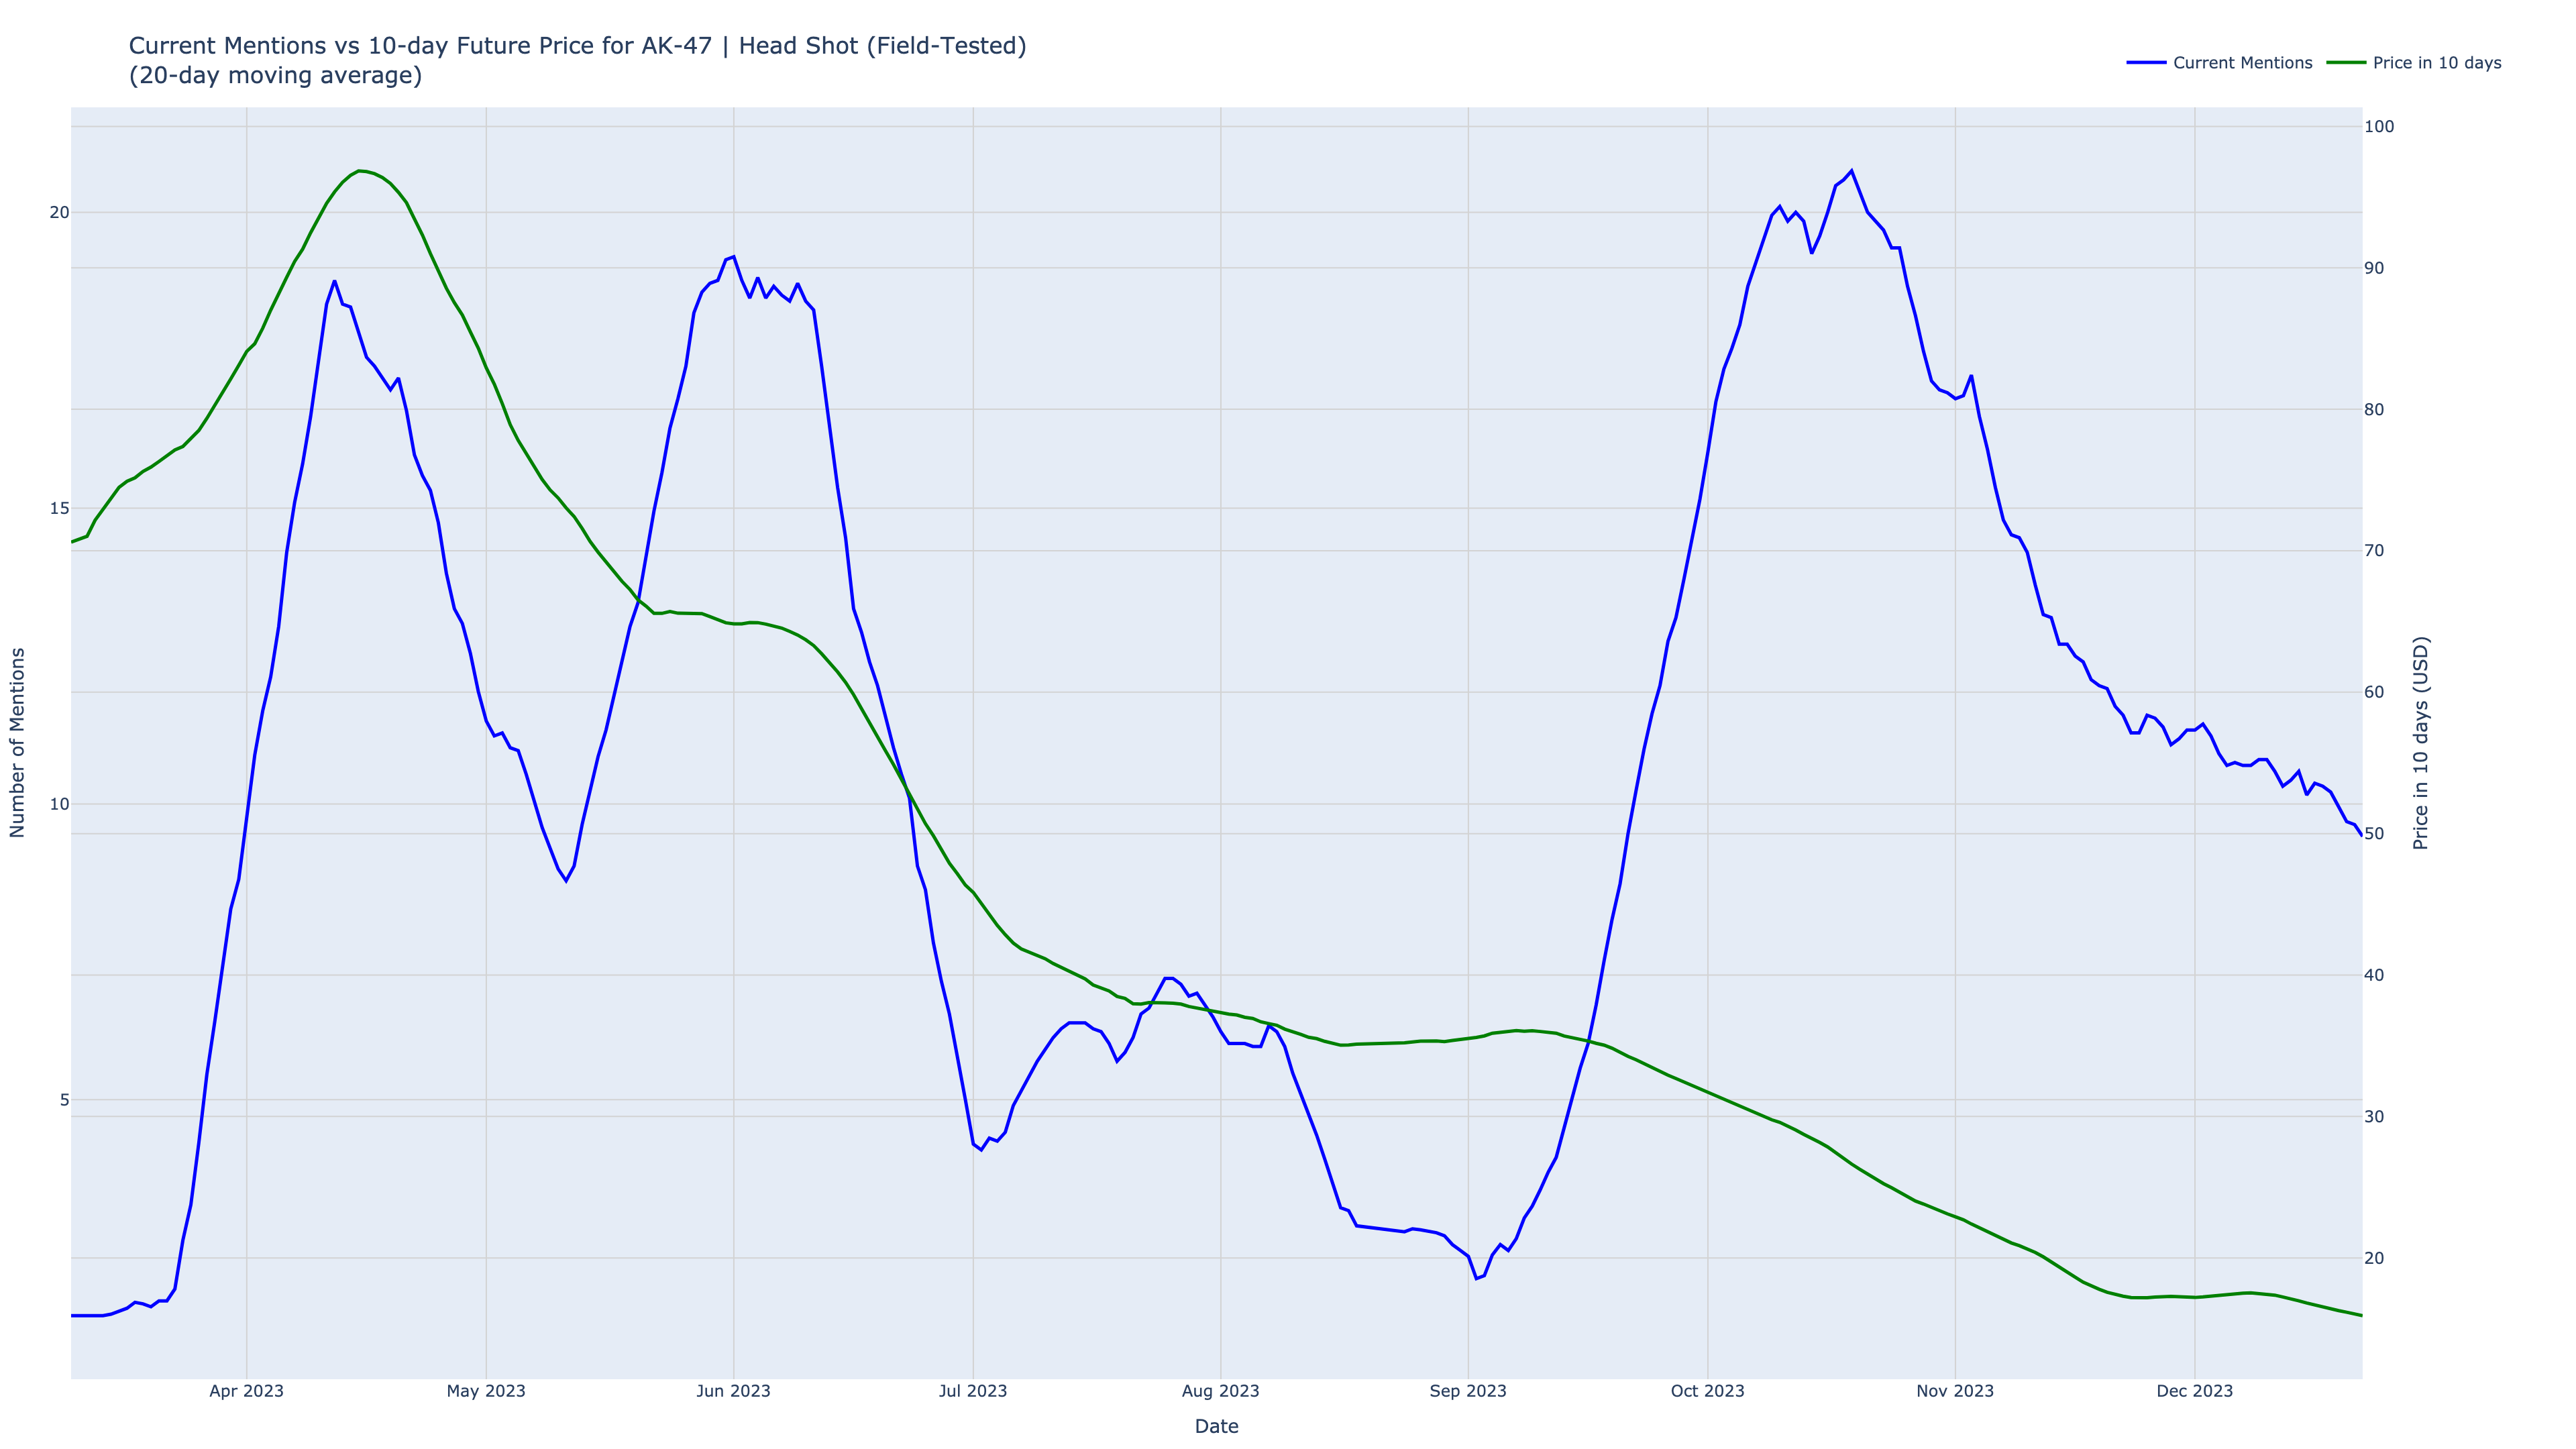 Current Mentions vs 10-day Future Price for AK-47 | Head Shot (Field-Tested)
(20-day moving average)
Current Mentions
Price in 10 days
Number of Mentions
20
15
10
5
100
90
80
70
60
50
40
30
20
Price in 10 days (USD)
Apr 2023
May 2023
Jun 2023
Jul 2023
Aug 2023
Sep 2023
Oct 2023
Nov 2023
Dec 2023
Date